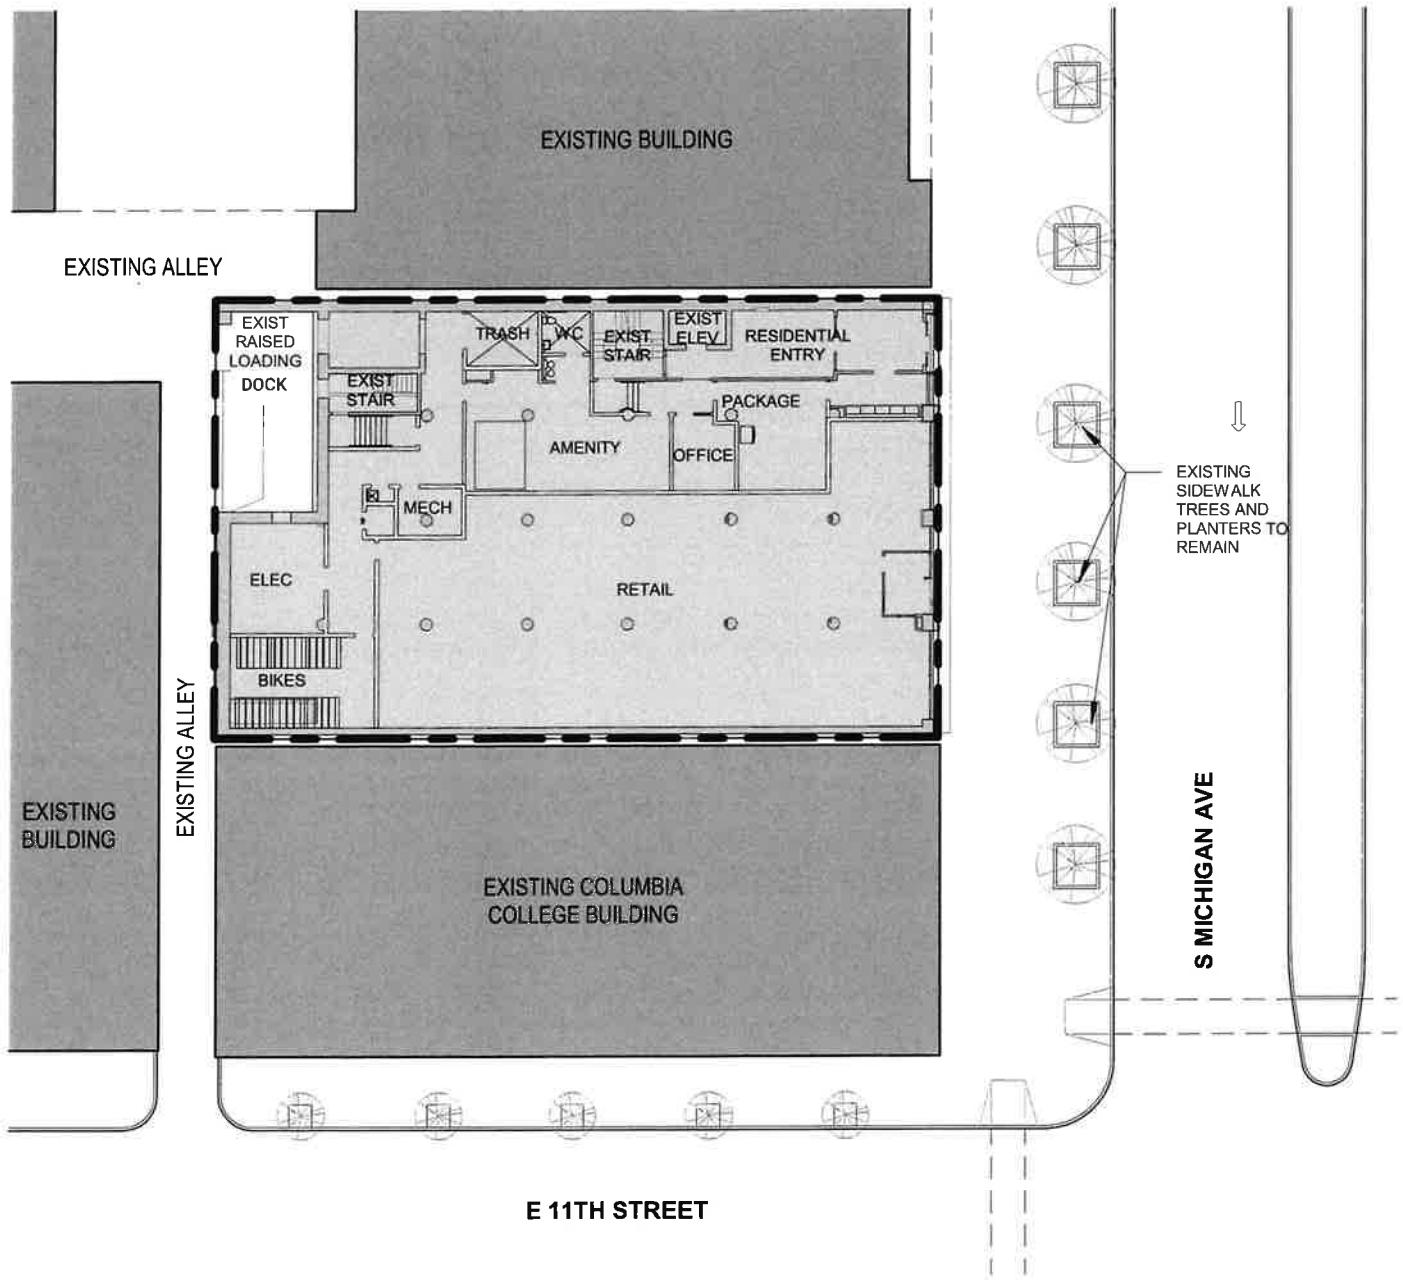 EXISTING BUILDING
EXISTING ALLEY
EXIST
RAISED
LOADING
DOCK
TRASH
WC
EXIST
STAIR
EXIST
ELEV
RESIDENTIAL
ENTRY
EXIST
STAIR
PACKAGE
AMENITY
OFFICE
MECH
EXISTING
SIDEWALK
TREES AND
PLANTERS TO
REMAIN
ELEC
RETAIL
BIKES
EXISTING ALLEY
EXISTING
BUILDING
EXISTING COLUMBIA
COLLEGE BUILDING
S MICHIGAN AVE
E 11TH STREET